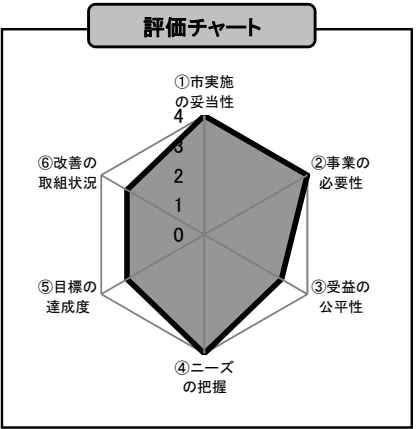 評価チャート
①市実施
の妥当性
4
3
2
1
0
②事業の
必要性
③受益の
公平性
④ニーズ
の把握
⑤目標の
達成度
⑥改善の
取組状況